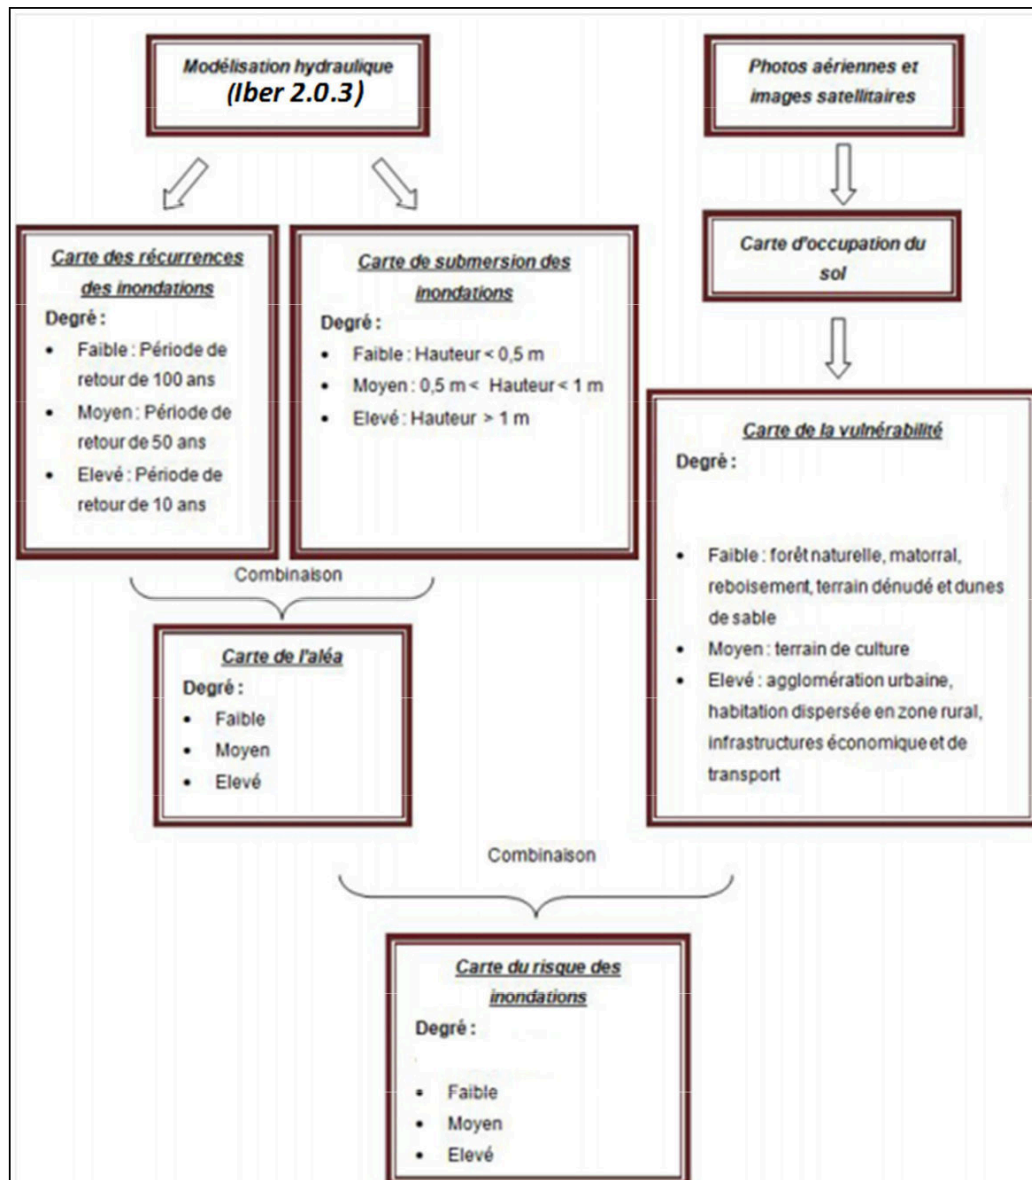 Modélisation hydraulique
(Iber 2.0.3)
Photos aériennes et
images satellitaires
Carte des récurrences
des inondations
Degré :
• Faible : Période de
retour de 100 ans
• Moyen : Période de
retour de 50 ans
• Elevé : Période de
retour de 10 ans
Carte de submersion des
inondations
Degré :
• Faible : Hauteur < 0,5 m
• Moyen : 0,5 m < Hauteur < 1 m
• Elevé : Hauteur > 1 m
Carte d'occupation du
sol
Carte de la vulnérabilité
Degré :
• Faible : forêt naturelle, matorral,
reboisement, terrain dénudé et dunes
de sable
• Moyen : terrain de culture
• Elevé : agglomération urbaine,
habitation dispersée en zone rural,
infrastructures économique et de
transport
Combinaison
Carte de l'aléa
Degré :
• Faible
• Moyen
• Elevé
Combinaison
Carte du risque des
inondations
Degré :
• Faible
• Moyen
• Elevé